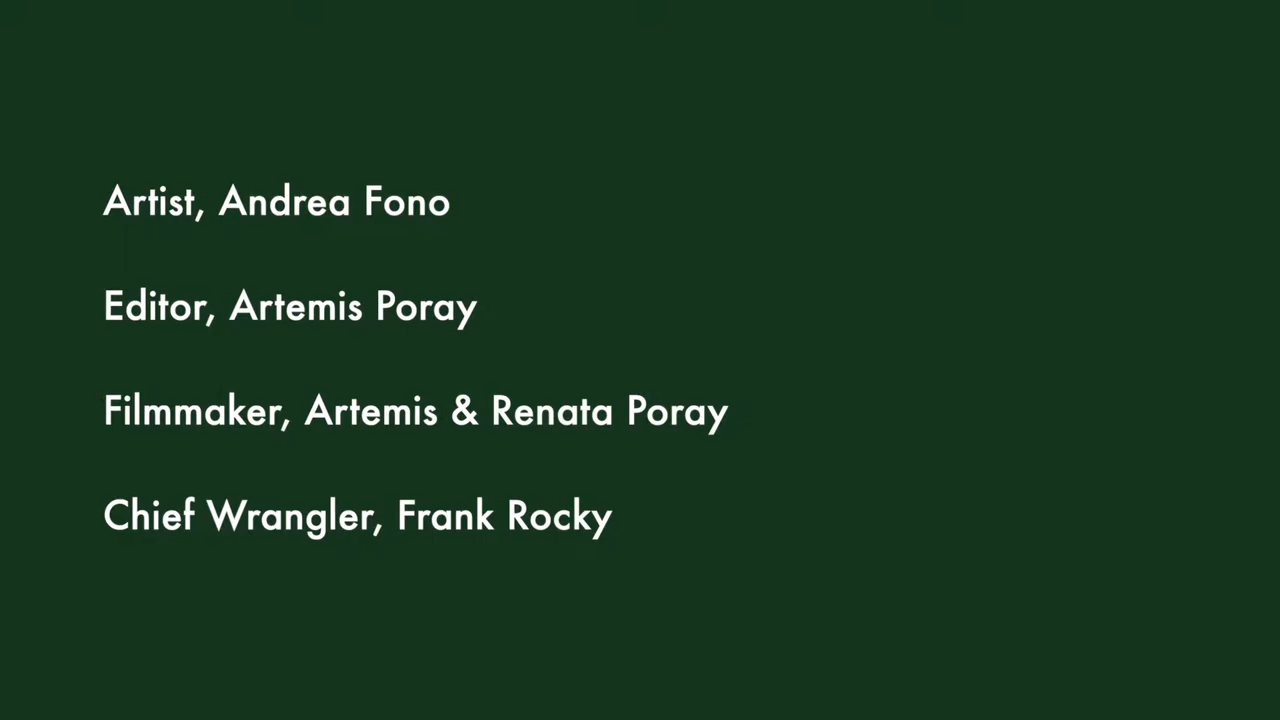 Artist, Andrea Fono
Editor, Artemis Poray
Filmmaker, Artemis & Renata Poray
Chief Wrangler, Frank Rocky